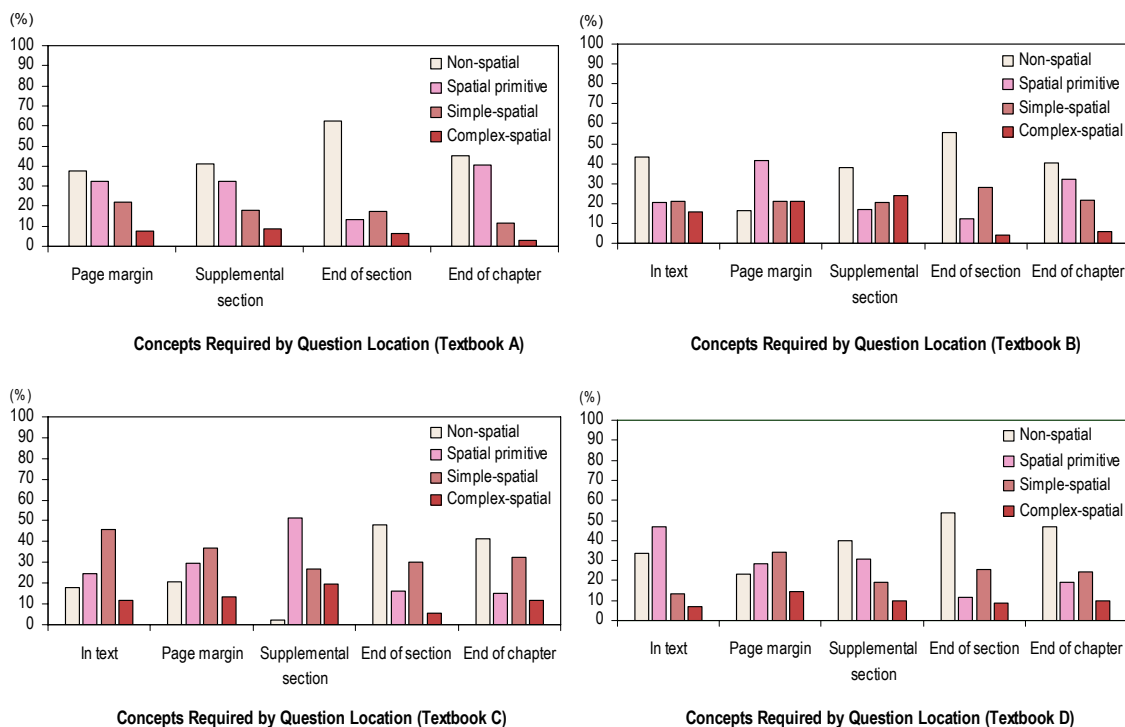 (%)
100
90
80
70
60
50
40
30
20
10
0
Non-spatial
Spatial primitive
Simple-spatial
Complex-spatial
Page margin
Supplemental
section
End of section
End of chapter
Concepts Required by Question Location (Textbook A)
(%)
100
90
80
70
60
50
40
30
20
10
0
Non-spatial
Spatial primitive
Simple-spatial
Complex-spatial
In text
Page margin
Supplemental
section
End of section
End of chapter
Concepts Required by Question Location (Textbook B)
(%)
100
90
80
70
60
50
40
30
20
10
0
Non-spatial
Spatial primitive
Simple-spatial
Complex-spatial
In text
Page margin
Supplemental
section
End of section
End of chapter
Concepts Required by Question Location (Textbook C)
(%)
100
90
80
70
60
50
40
30
20
10
0
Non-spatial
Spatial primitive
Simple-spatial
Complex-spatial
In text
Page margin
Supplemental
section
End of section
End of chapter
Concepts Required by Question Location (Textbook D)